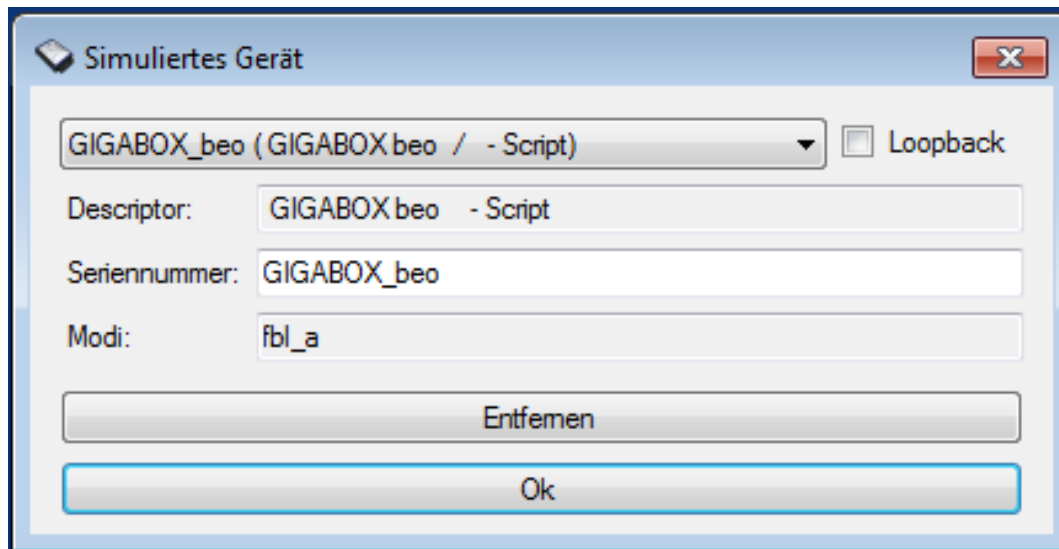 Simuliertes Gerät
GIGABOX_beo ( GIGABOX beo / - Script) Loopback
Descriptor: GIGABOX beo - Script
Seriennummer: GIGABOX_beo
Modi: fbl_a
Entfernen
Ok